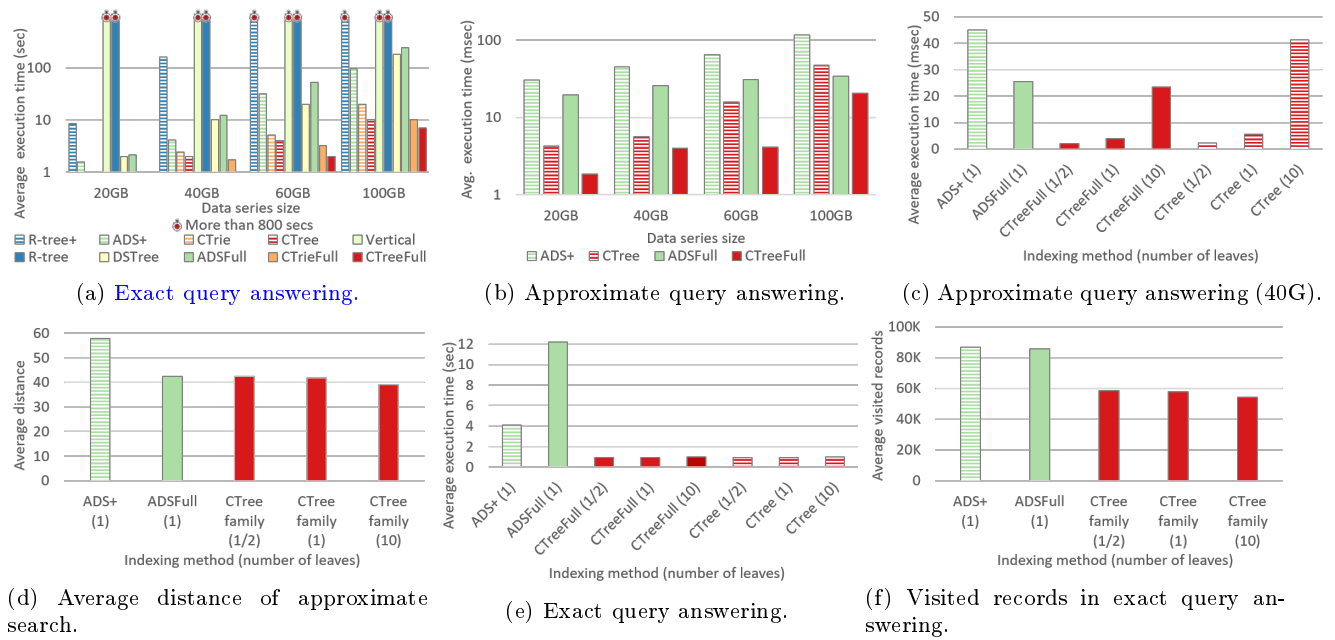 Average execution time (sec)
100
10
1
20GB
40GB
60GB
100GB
Data series size
More than 800 secs
R-tree+
ADS+
CTrie
CTree
Vertical
R-tree
DSTree
ADSFull
CTrieFull
CTreeFull
(a) Exact query answering.
Avg. execution time (msec)
100
10
1
20GB
40GB
60GB
100GB
Data series size
ADS+
CTree
ADSFull
CTreeFull
(b) Approximate query answering.
Average execution time (msec)
50
40
30
20
10
0
ADS+ (1)
ADSFull (1)
CTreeFull (1/2)
CTreeFull (1)
CTreeFull (10)
CTree (1/2)
CTree (1)
CTree (10)
Indexing method (number of leaves)
(c) Approximate query answering (40G).
Average distance
60
50
40
30
20
10
0
ADS+
(1)
ADSFull
(1)
CTree
family
(1/2)
CTree
family
(1)
CTree
family
(10)
Indexing method (number of leaves)
(d) Average distance of approximate
search.
Average execution time (sec)
12
10
8
6
4
2
0
ADS+ (1)
ADSFull (1)
CTreeFull (1/2)
CTreeFull (1)
CTreeFull (10)
CTree (1/2)
CTree (1)
CTree (10)
Indexing method (number of leaves)
(e) Exact query answering.
Average visited records
100K
80K
60K
40K
20K
0
ADS+
(1)
ADSFull
(1)
CTree
family
(1/2)
CTree
family
(1)
CTree
family
(10)
Indexing method (number of leaves)
(f) Visited records in exact query an-
swering.